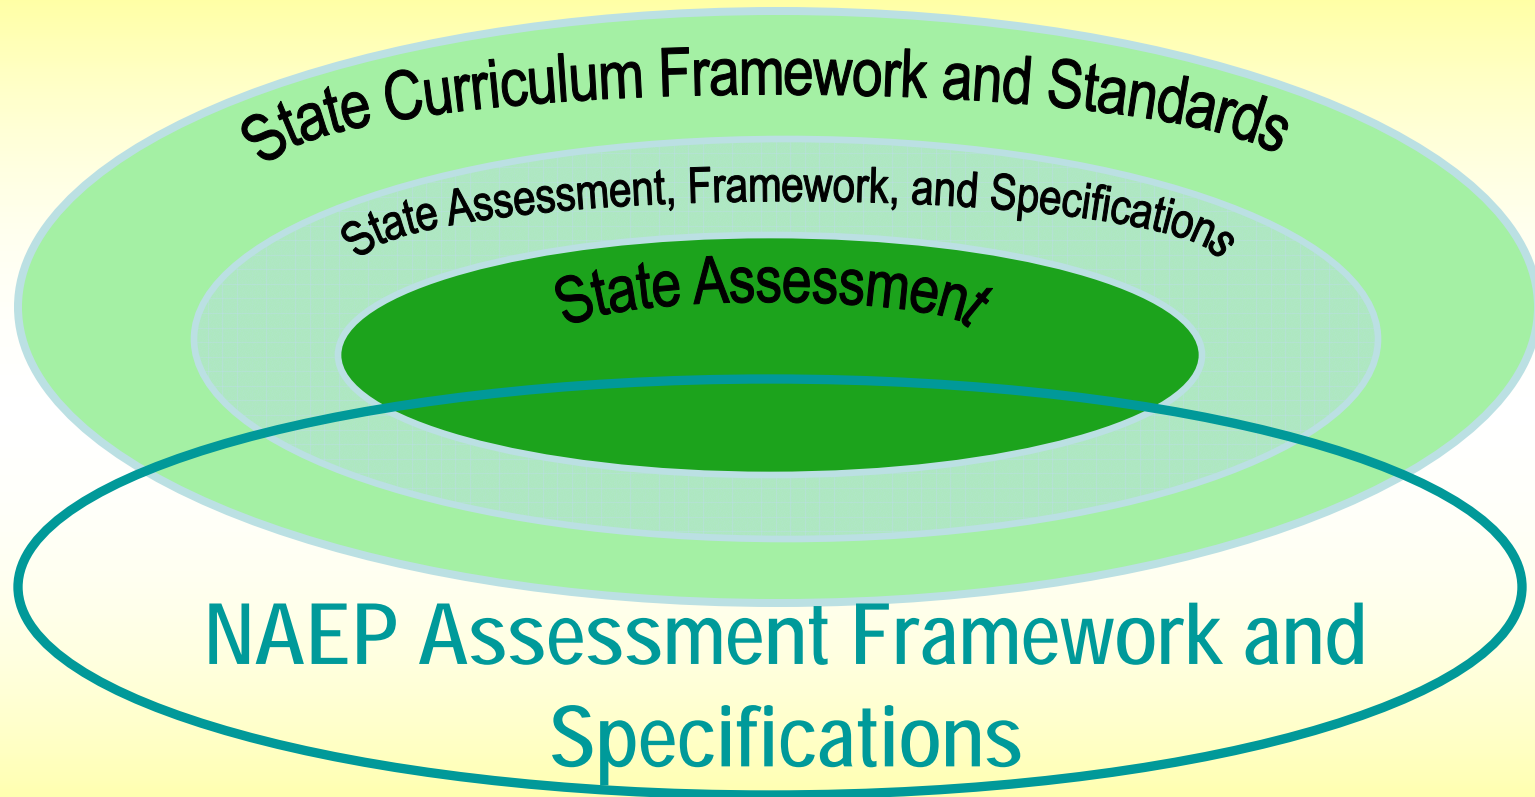 State Curriculum Framework and Standards
State Assessment, Framework, and Specifications
State Assessment
NAEP Assessment Framework and
Specifications